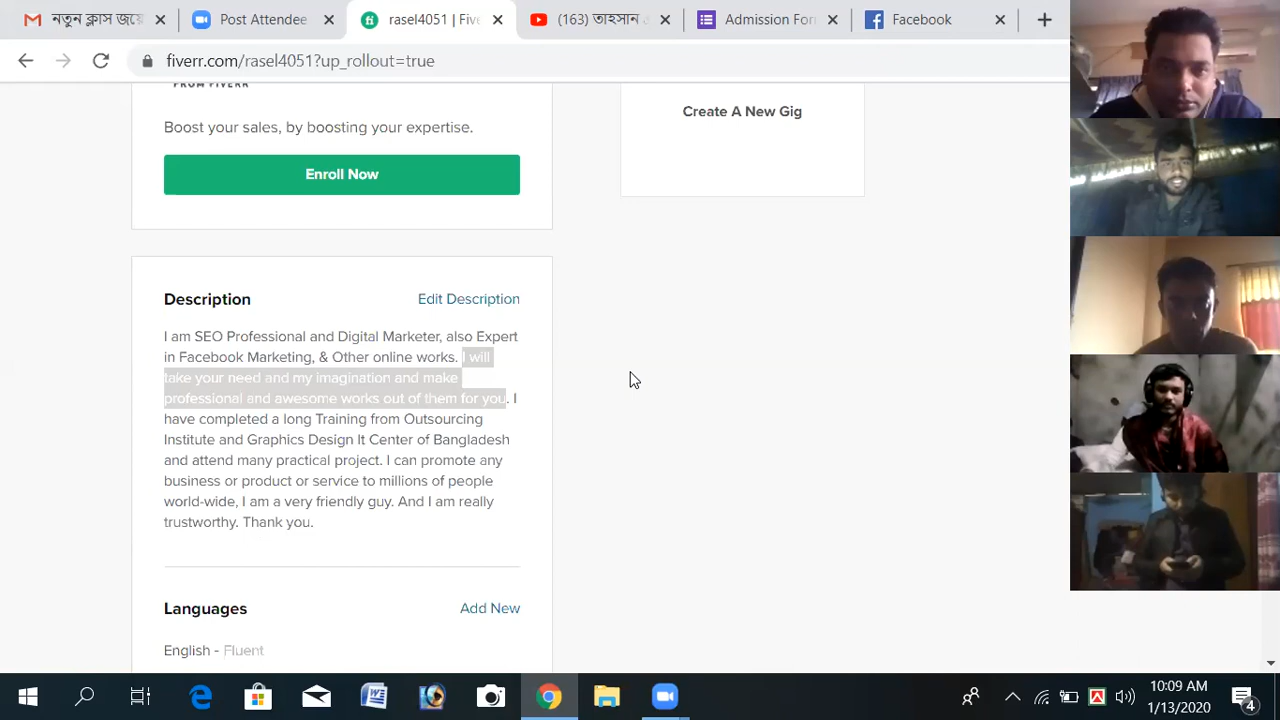 নতুন ক্লাস জয়ে
Post Attendee
rasel4051 | Five
(163) তাহসান
Admission For
Facebook
fiverr.com/rasel4051?up_rollout=true
FROM FIVERR
Boost your sales, by boosting your expertise.
Enroll Now
Create A New Gig
Description
Edit Description
I am SEO Professional and Digital Marketer, also Expert
in Facebook Marketing, & Other online works. I will
take your need and my imagination and make
professional and awesome works out of them for you. I
have completed a long Training from Outsourcing
Institute and Graphics Design It Center of Bangladesh
and attend many practical project. I can promote any
business or product or service to millions of people
world-wide, I am a very friendly guy. And I am really
trustworthy. Thank you.
Languages
Add New
English - Fluent
10:09 AM
1/13/2020
4